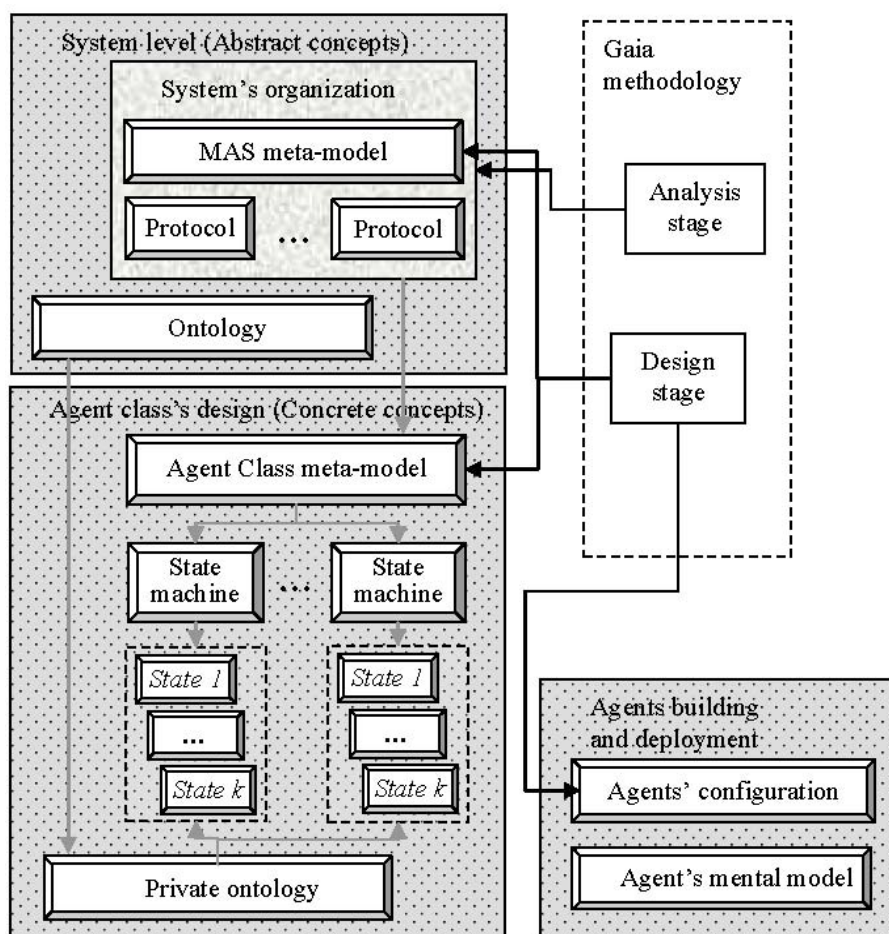 System level (Abstract concepts)
System's organization
MAS meta-model
Protocol
...
Protocol
Ontology
Gaia
methodology
Analysis
stage
Design
stage
Agent class's design (Concrete concepts)
Agent Class meta-model
State
machine
...
State
machine
State 1
...
State k
State 1
...
State k
Private ontology
Agents building
and deployment
Agents' configuration
Agent's mental model